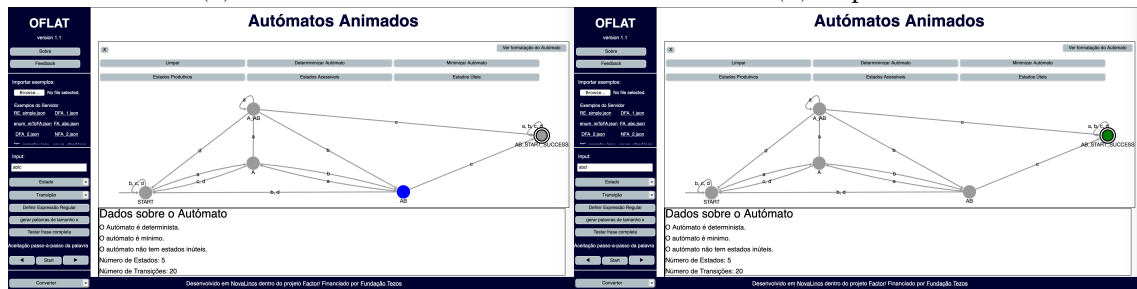 OFLAT
version 1.1
Sobre
Feedback
Importar exemplos:
Browse... No file selected.
Exemplos do Servidor
RE_simple.json DFA_1.json
enum_reToFA.json FA_abc.json
DFA_2.json NFA_2.json
Input:
abc
Estado
Transição
Definir Expressão Regular
gerar palavras de tamanho x
Testar frase completa
Aceitação passo-a-passo da palavra
Start
Converter
Autómatos Animados
X
Ver formatação do Autómato
Limpar Determinizar Autómato Minimizar Autómato
Estados Produtivos Estados Acessíveis Estados Úteis
a
A_AB
c
a, b, c, d
AB_START_SUCCESS
d
a
b
A
a
c, d
b
a
c
b, c, d
START
b, d
AB
Dados sobre o Autómato
O Autómato é determinista.
O autómato é minimo.
O autómato não tem estados inúteis.
Número de Estados: 5
Número de Transições: 20
Desenvolvido em NovaLincs dentro do projeto Factor/ Financiado por Fundação Tezos
OFLAT
version 1.1
Sobre
Feedback
Importar exemplos:
Browse... No file selected.
Exemplos do Servidor
RE_simple.json DFA_1.json
enum_reToFA.json FA_abc.json
DFA_2.json NFA_2.json
Input:
abd
Estado
Transição
Definir Expressão Regular
gerar palavras de tamanho x
Testar frase completa
Aceitação passo-a-passo da palavra
Start
Converter
Autómatos Animados
X
Ver formatação do Autómato
Limpar Determinizar Autómato Minimizar Autómato
Estados Produtivos Estados Acessíveis Estados Úteis
a
A_AB
c
a, b, c, d
AB_START_SUCCESS
d
a
b
A
a
c, d
b
a
c
b, c, d
START
b, d
AB
Dados sobre o Autómato
O Autómato é determinista.
O autómato é minimo.
O autómato não tem estados inúteis.
Número de Estados: 5
Número de Transições: 20
Desenvolvido em NovaLincs dentro do projeto Factor/ Financiado por Fundação Tezos